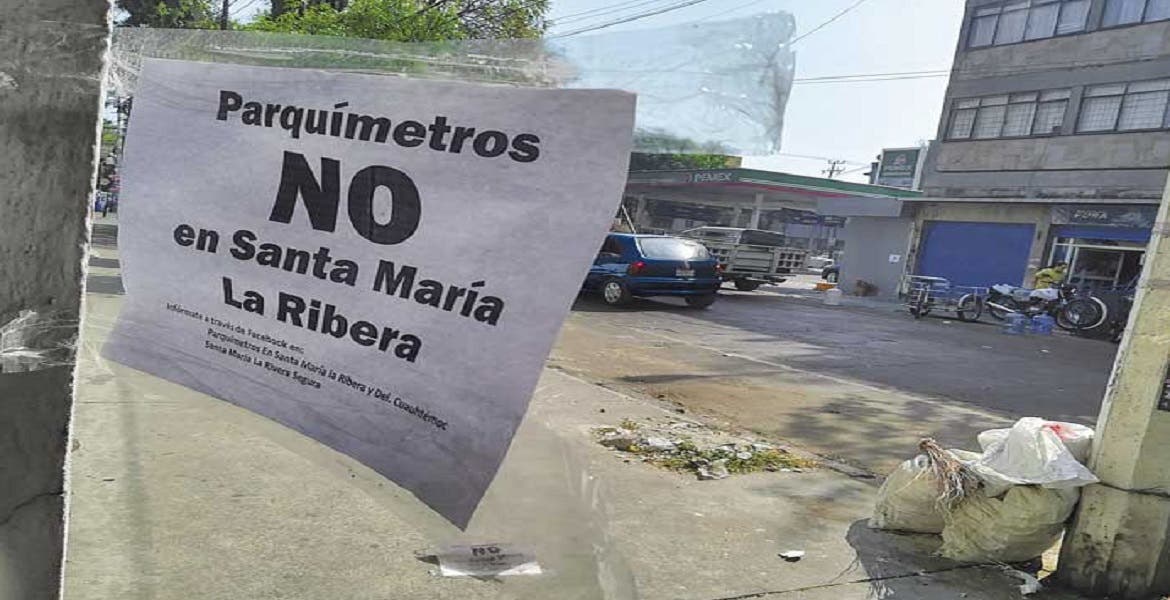 Parquímetros
NO
en Santa María
La Ribera
Infórmate a través de Facebook en:
Parquímetros En Santa María la Ribera y Del. Cuauhtémoc
Santa María La Rivera Segura
PEMEX
PEMEX
NO